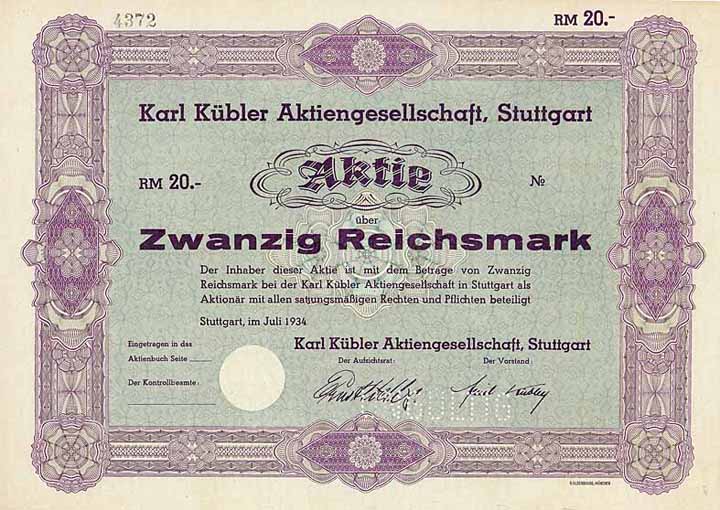 4372
RM 20.-
Karl Kübler Aktiengesellschaft, Stuttgart
RM 20.-
Aktie
№
über
Zwanzig Reichsmark
Der Inhaber dieser Aktie ist mit dem Betrage von Zwanzig
Reichsmark bei der Karl Kübler Aktiengesellschaft in Stuttgart als
Aktionär mit allen satzungsmäßigen Rechten und Pflichten beteiligt
Stuttgart, im Juli 1934
Eingetragen in das
Aktienbuch Seite
Der Kontrollbeamte:
Karl Kübler Aktiengesellschaft, Stuttgart
Der Aufsichtsrat:
Der Vorstand:
Karl Kübler